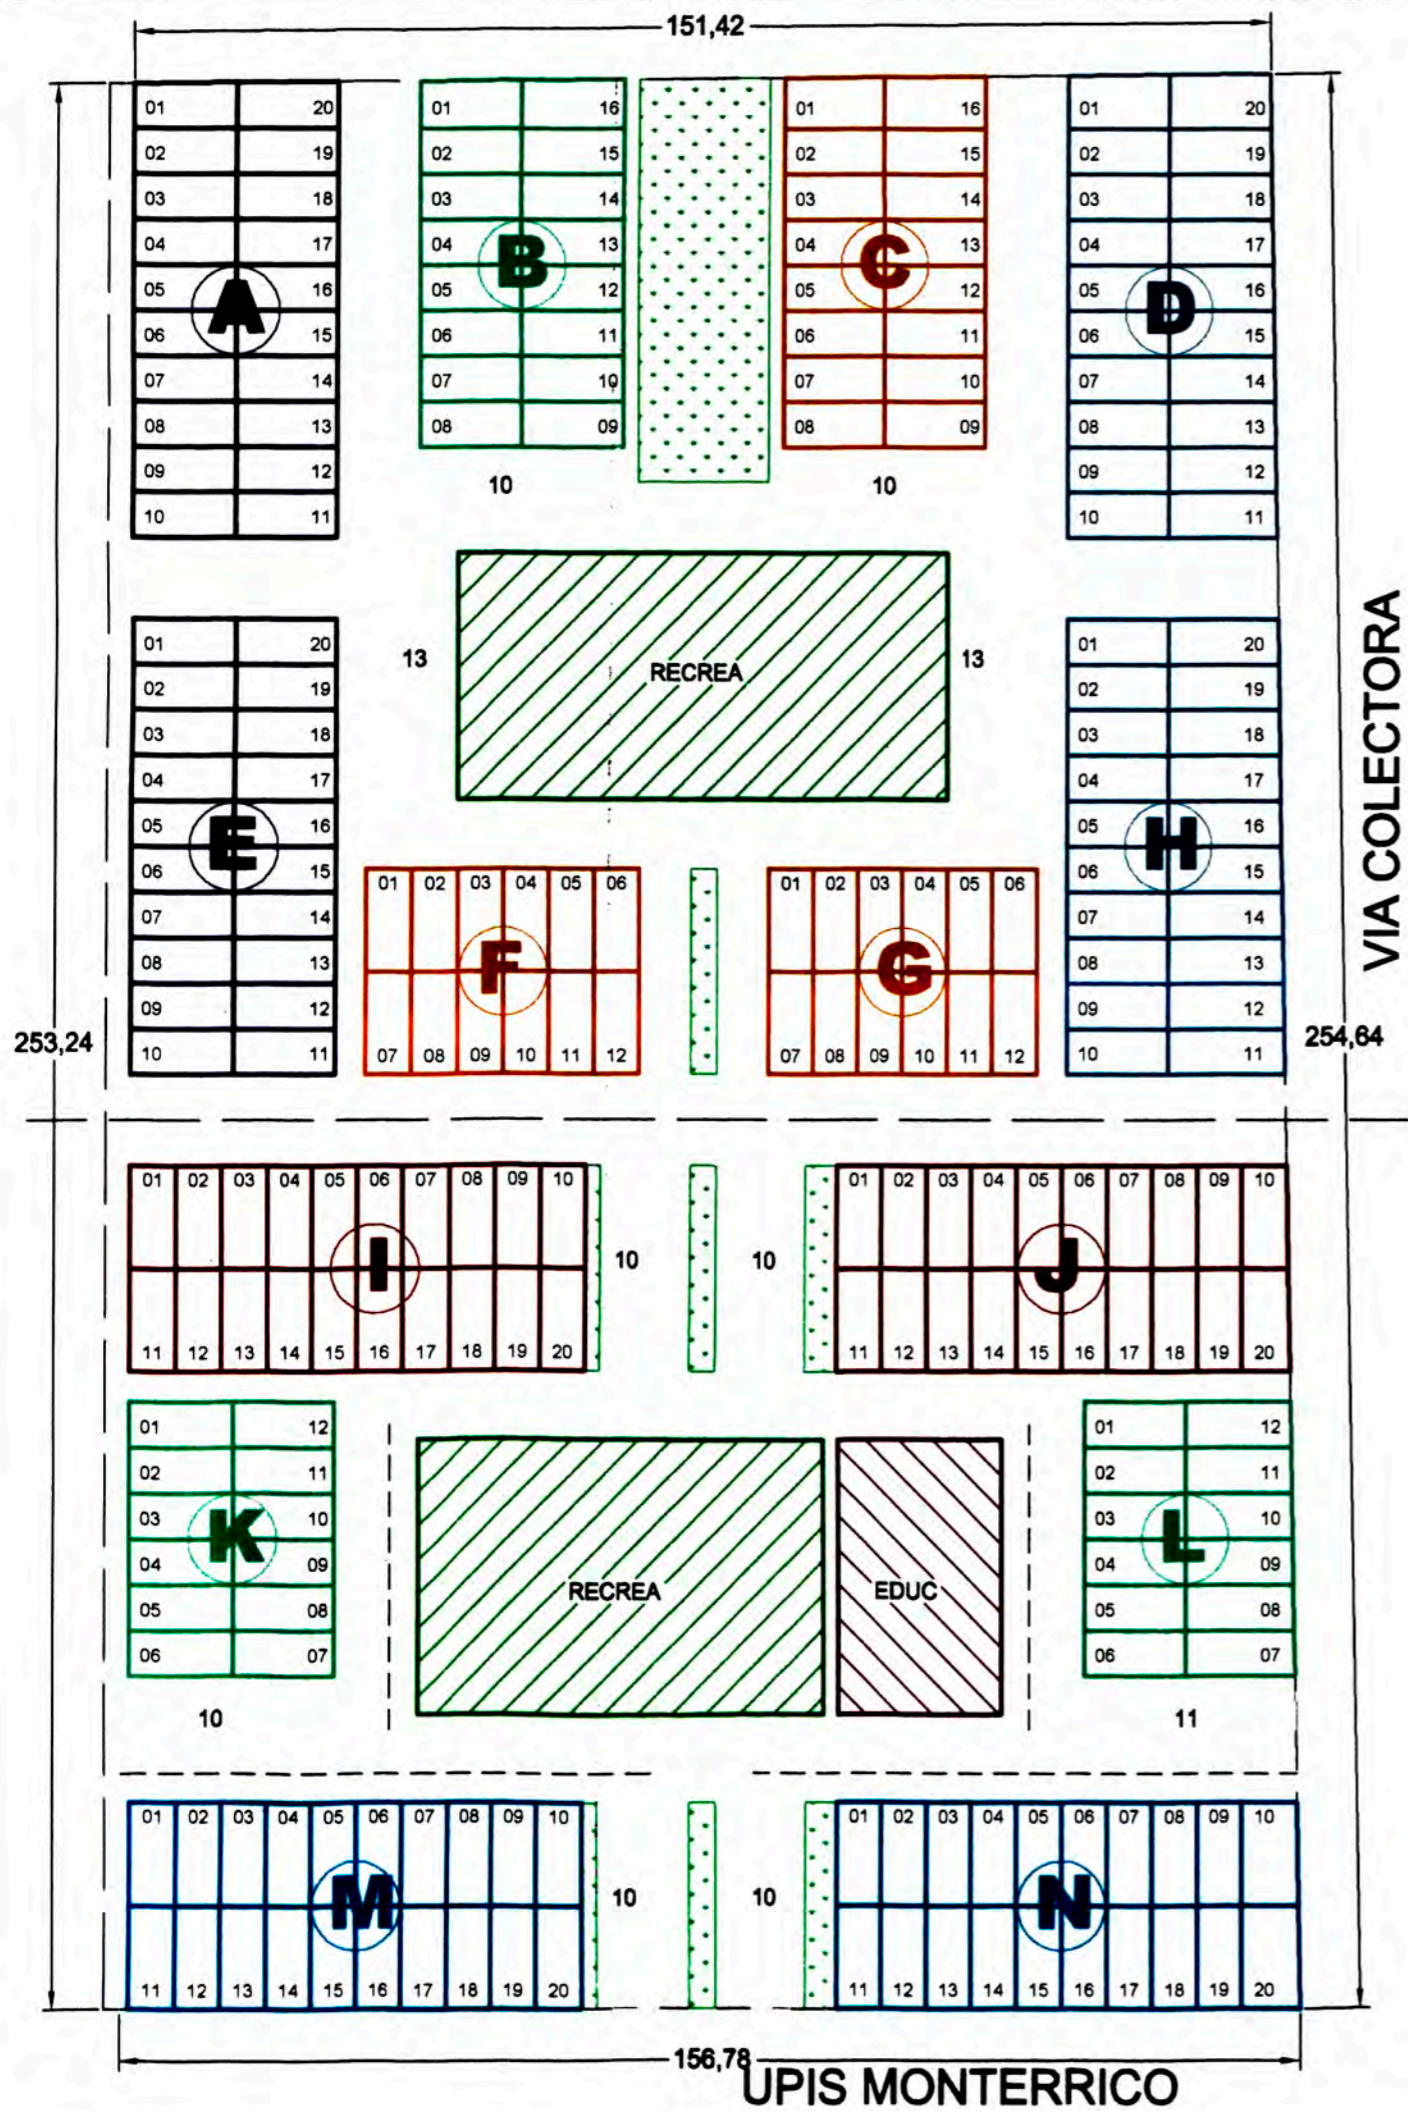 151,42
01 20 01 16 01 16 01 20
02 19 02 15 02 15 02 19
03 18 03 14 03 14 03 18
04 17 04 13 04 13 04 17
B C
05 16 05 12 05 12 05 16
A D
06 15 06 11 06 11 06 15
07 14 07 10 07 10 07 14
08 13 08 09 08 09 08 13
09 12 09 12
10 10
10 11 10 11
01 20 01 20
13 RECREA 13
02 19 02 19
03 18 03 18
04 17 04 17
05 16 05 16
E H
06 15 06 15
01 02 03 04 05 06 01 02 03 04 05 06
07 14 07 14
08 13 08 13
F G
09 12 09 12
10 11 07 08 09 10 11 12 07 08 09 10 11 12 10 11
VIA COLECTORA
253,24 254,64
01 02 03 04 05 06 07 08 09 10 01 02 03 04 05 06 07 08 09 10
I 10 10 J
11 12 13 14 15 16 17 18 19 20 11 12 13 14 15 16 17 18 19 20
01 12 01 12
02 11 02 11
03 10 03 10
K L
04 09 04 09
RECREA EDUC
05 08 05 08
06 07 06 07
10 11
01 02 03 04 05 06 07 08 09 10 01 02 03 04 05 06 07 08 09 10
M 10 10 N
11 12 13 14 15 16 17 18 19 20 11 12 13 14 15 16 17 18 19 20
156,78
UPIS MONTERRICO